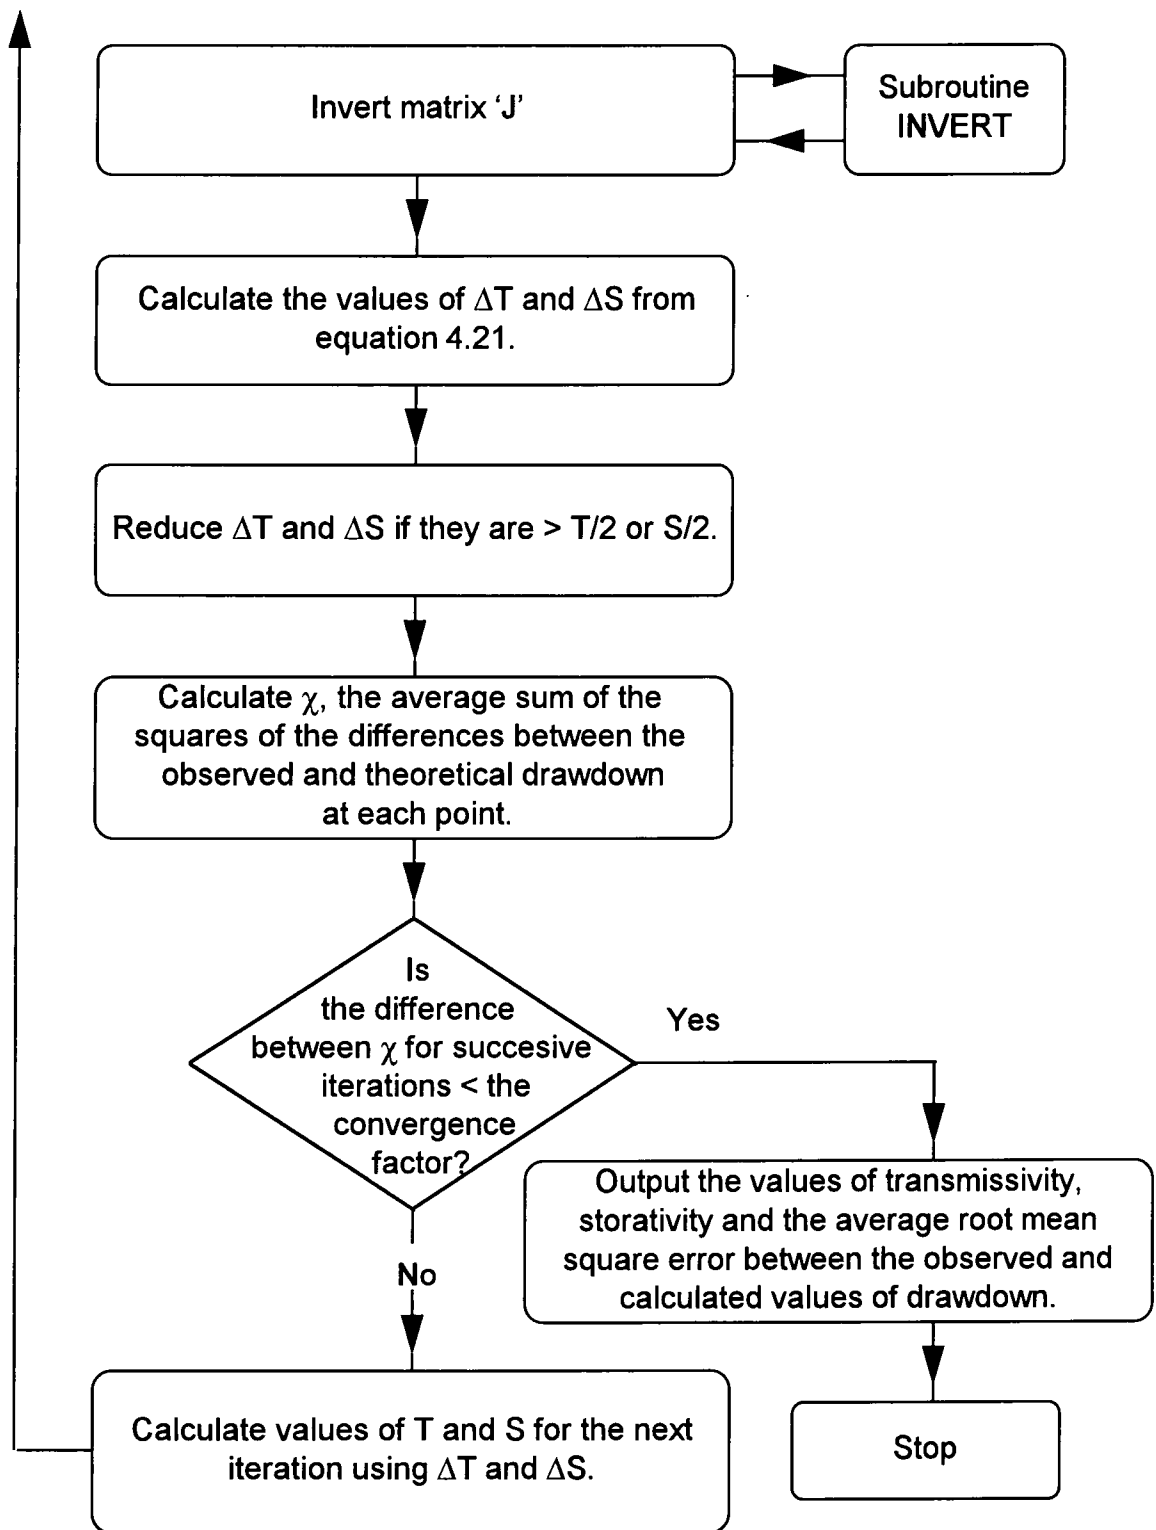 Invert matrix ‘J’
Subroutine
INVERT
Calculate the values of ΔT and ΔS from
equation 4.21.
Reduce ΔT and ΔS if they are > T/2 or S/2.
Calculate χ, the average sum of the
squares of the differences between the
observed and theoretical drawdown
at each point.
Is
the difference
between χ for succesive
iterations < the
convergence
factor?
Yes
No
Output the values of transmissivity,
storativity and the average root mean
square error between the observed and
calculated values of drawdown.
Calculate values of T and S for the next
iteration using ΔT and ΔS.
Stop